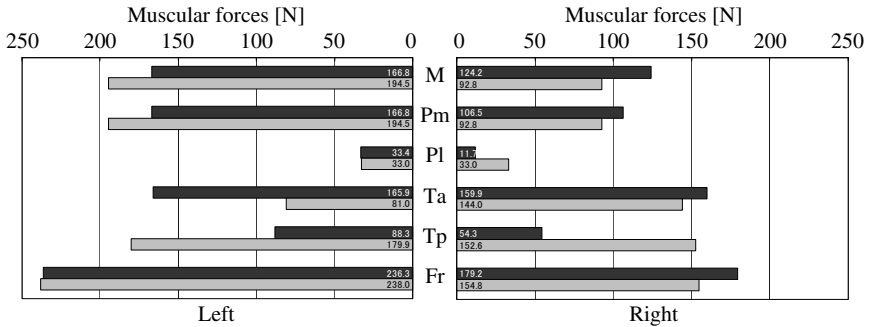 Muscular forces [N] Muscular forces [N]
250 200 150 100 50 0 0 50 100 150 200 250
166.8 M 124.2
194.5 92.8
166.8 Pm 106.5
194.5 92.8
33.4 Pl 11.7
33.0 33.0
165.9 Ta 159.9
81.0 144.0
88.3 Tp 54.3
179.9 152.6
236.3 Fr 179.2
238.0 154.8
Left Right